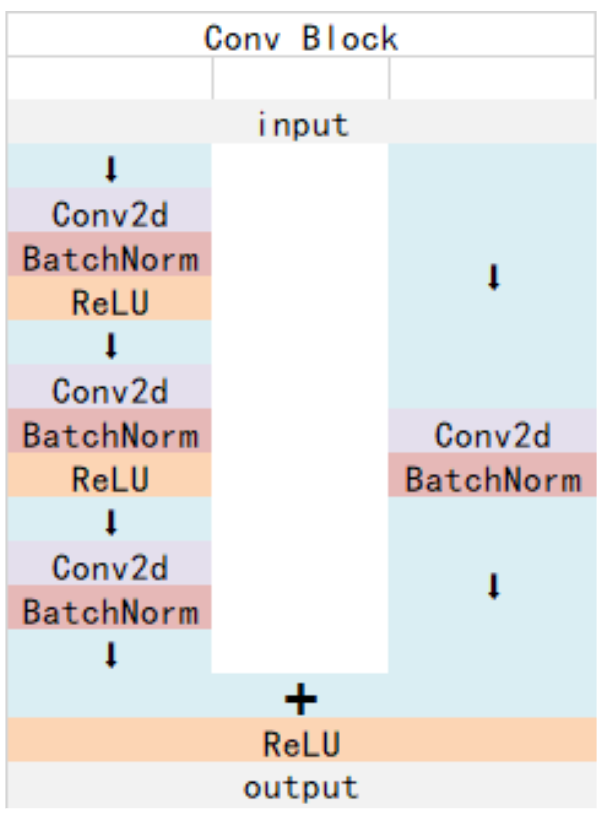 Conv Block
input
↓
Conv2d
BatchNorm
ReLU
↓
Conv2d
BatchNorm
ReLU
↓
Conv2d
BatchNorm
↓
↓
Conv2d
BatchNorm
↓
+
ReLU
output